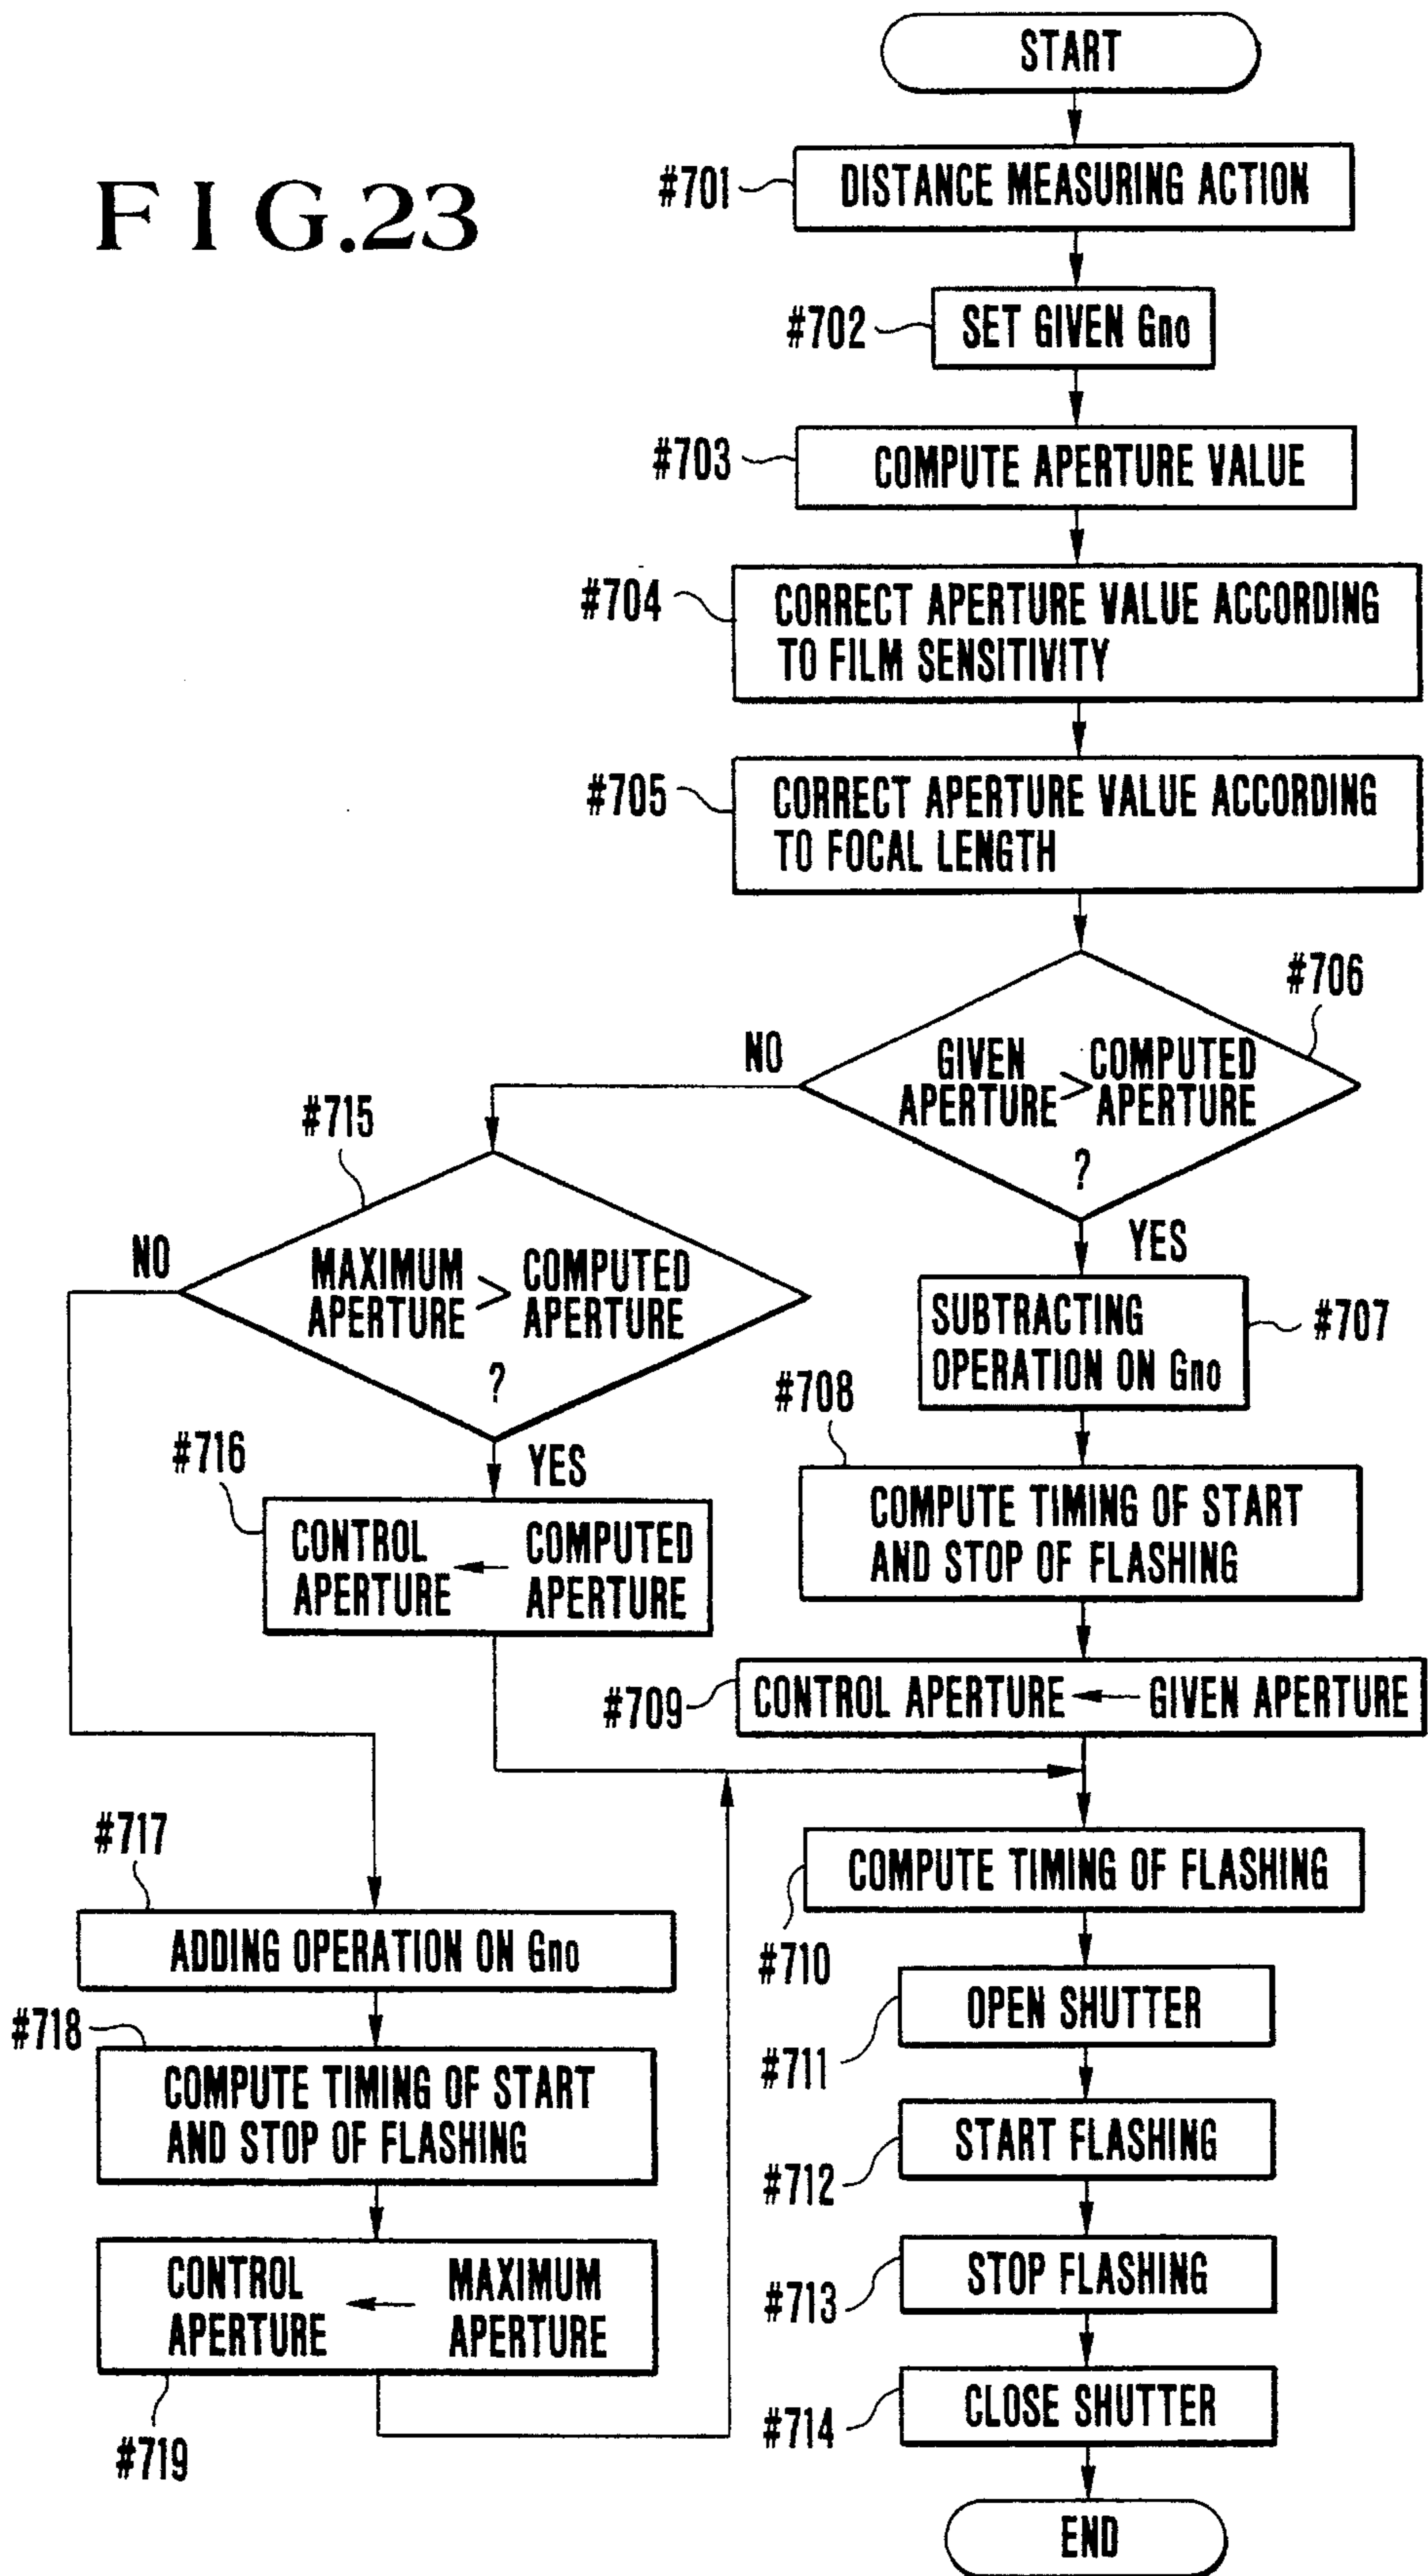 START
FIG.23
#701
DISTANCE MEASURING ACTION
#702
SET GIVEN Gno
#703
COMPUTE APERTURE VALUE
#704
CORRECT APERTURE VALUE ACCORDING
TO FILM SENSITIVITY
#705
CORRECT APERTURE VALUE ACCORDING
TO FOCAL LENGTH
#706
NO
GIVEN APERTURE > COMPUTED APERTURE
?
YES
#715
NO
MAXIMUM APERTURE > COMPUTED APERTURE
?
YES
#707
SUBTRACTING
OPERATION ON Gno
#708
COMPUTE TIMING OF START
AND STOP OF FLASHING
#716
CONTROL APERTURE ← COMPUTED APERTURE
#709
CONTROL APERTURE ← GIVEN APERTURE
#717
ADDING OPERATION ON Gno
#718
COMPUTE TIMING OF START
AND STOP OF FLASHING
CONTROL APERTURE ← MAXIMUM APERTURE
#719
COMPUTE TIMING OF FLASHING
#710
OPEN SHUTTER
#711
START FLASHING
#712
STOP FLASHING
#713
CLOSE SHUTTER
#714
END